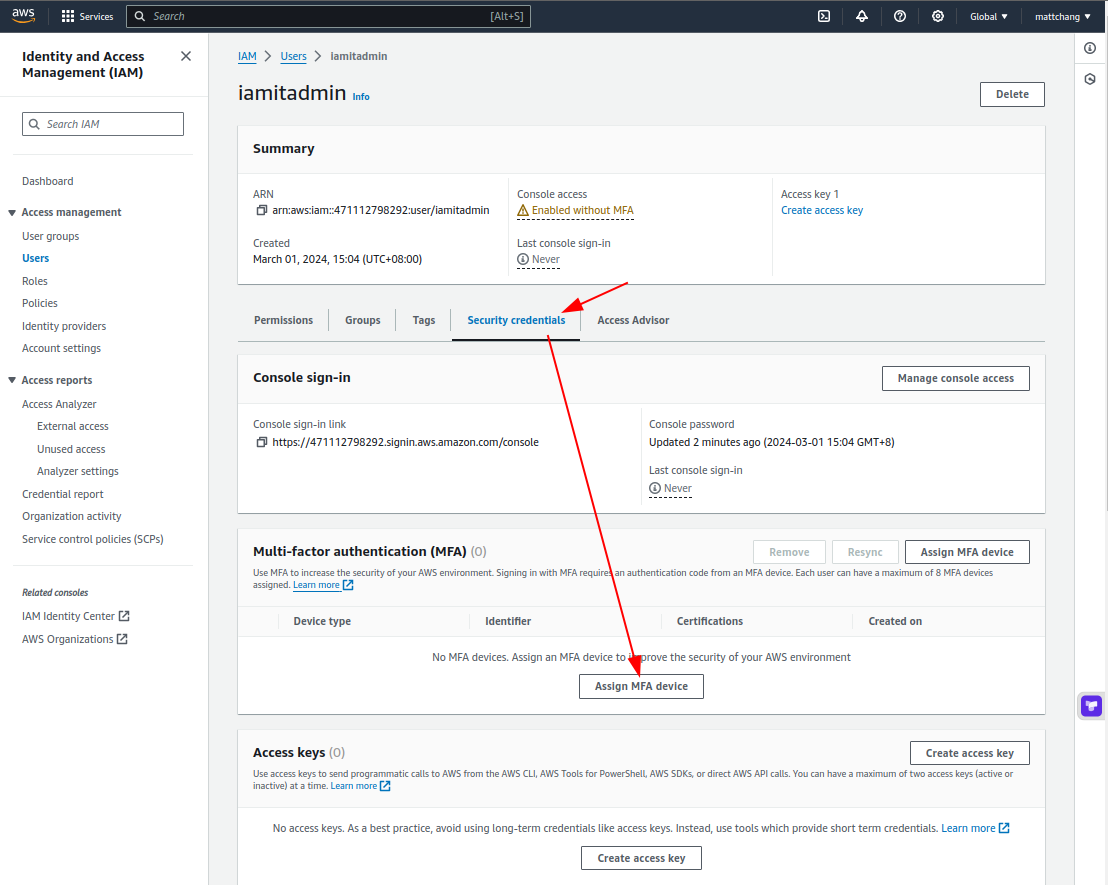 aws
Services
Search
[Alt+S]
Global
mattchang
Identity and Access
Management (IAM)
Search IAM
Dashboard
Access management
User groups
Users
Roles
Policies
Identity providers
Account settings
Access reports
Access Analyzer
External access
Unused access
Analyzer settings
Credential report
Organization activity
Service control policies (SCPs)
Related consoles
IAM Identity Center
AWS Organizations
IAM > Users > iamitadmin
iamitadmin Info
Delete
Summary
ARN
arn:aws:iam::471112798292:user/iamitadmin
Created
March 01, 2024, 15:04 (UTC+08:00)
Console access
Enabled without MFA
Last console sign-in
Never
Access key 1
Create access key
Permissions
Groups
Tags
Security credentials
Access Advisor
Console sign-in
Manage console access
Console sign-in link
https://471112798292.signin.aws.amazon.com/console
Console password
Updated 2 minutes ago (2024-03-01 15:04 GMT+8)
Last console sign-in
Never
Multi-factor authentication (MFA) (0)
Remove
Resync
Assign MFA device
Use MFA to increase the security of your AWS environment. Signing in with MFA requires an authentication code from an MFA device. Each user can have a maximum of 8 MFA devices
assigned. Learn more
Device type
Identifier
Certifications
Created on
No MFA devices. Assign an MFA device to improve the security of your AWS environment
Assign MFA device
Access keys (0)
Create access key
Use access keys to send programmatic calls to AWS from the AWS CLI, AWS Tools for PowerShell, AWS SDKs, or direct AWS API calls. You can have a maximum of two access keys (active or
inactive) at a time. Learn more
No access keys. As a best practice, avoid using long-term credentials like access keys. Instead, use tools which provide short term credentials. Learn more
Create access key